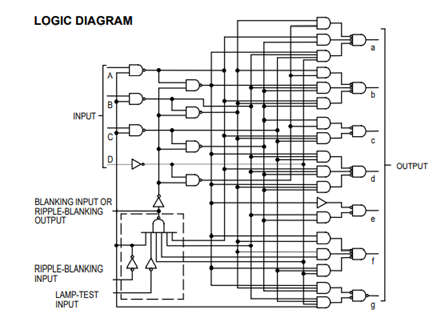 LOGIC DIAGRAM
A
B
INPUT
C
D
BLANKING INPUT OR
RIPPLE-BLANKING
OUTPUT
RIPPLE-BLANKING
INPUT
LAMP-TEST
INPUT
a
b
c
d
OUTPUT
e
f
g